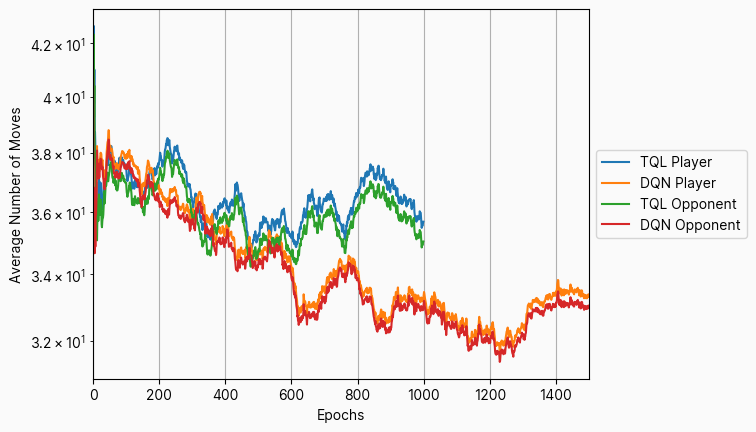 Average Number of Moves
4.2 × 10¹
4 × 10¹
3.8 × 10¹
3.6 × 10¹
3.4 × 10¹
3.2 × 10¹
0 200 400 600 800 1000 1200 1400
Epochs
TQL Player
DQN Player
TQL Opponent
DQN Opponent